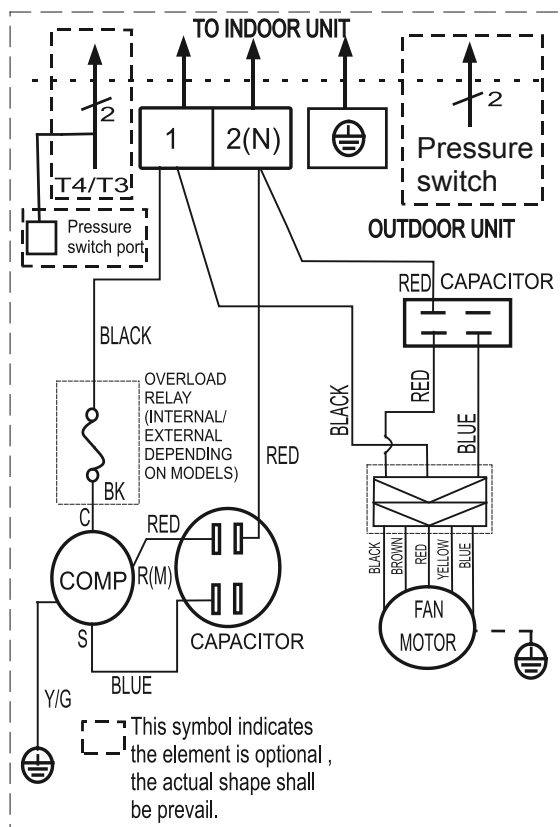 TO INDOOR UNIT
2
2
1
2(N)
Pressure
switch
T4/T3
Pressure
switch port
OUTDOOR UNIT
RED
CAPACITOR
BLACK
OVERLOAD
RELAY
(INTERNAL/
EXTERNAL
DEPENDING
ON MODELS)
BLACK
RED
BLUE
RED
BK
C
RED
COMP
R(M)
CAPACITOR
S
BLUE
Y/G
BLACK
BROWN
RED
YELLOW
BLUE
FAN
MOTOR
This symbol indicates
the element is optional ,
the actual shape shall
be prevail.